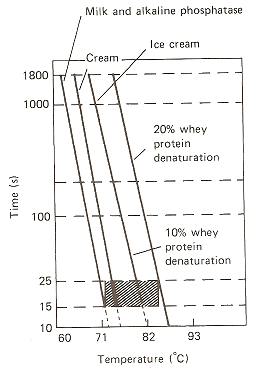 Milk and alkaline phosphatase
Ice cream
Cream
1800
1000
20% whey
protein
denaturation
Time (s)
100
10% whey
protein
denaturation
25
15
10
60 71 82 93
Temperature (°C)